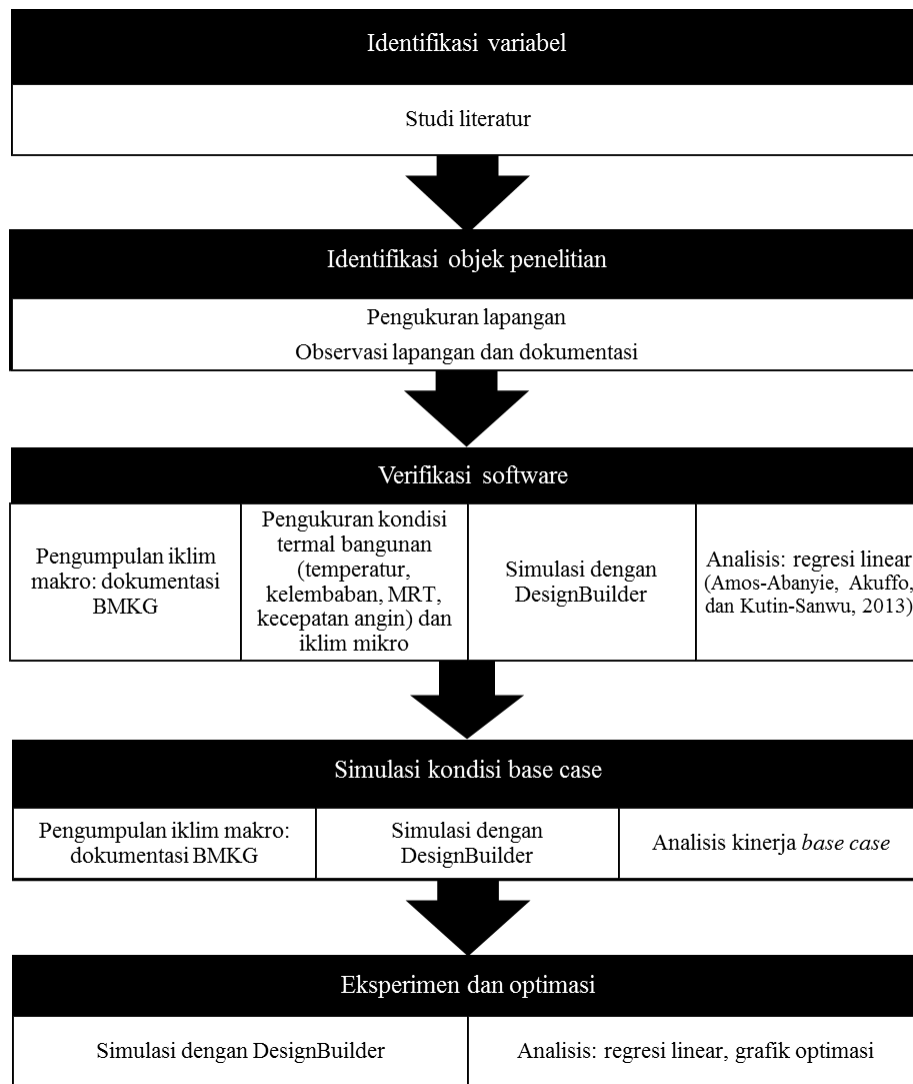 Identifikasi variabel
Studi literatur
Identifikasi objek penelitian
Pengukuran lapangan
Observasi lapangan dan dokumentasi
Verifikasi software
Pengumpulan iklim
makro: dokumentasi
BMKG
Pengukuran kondisi
termal bangunan
(temperatur,
kelembaban, MRT,
kecepatan angin) dan
iklim mikro
Simulasi dengan
DesignBuilder
Analisis: regresi linear
(Amos-Abanyie, Akuffo,
dan Kutin-Sanwu, 2013)
Simulasi kondisi base case
Pengumpulan iklim makro:
dokumentasi BMKG
Simulasi dengan
DesignBuilder
Analisis kinerja base case
Eksperimen dan optimasi
Simulasi dengan DesignBuilder
Analisis: regresi linear, grafik optimasi